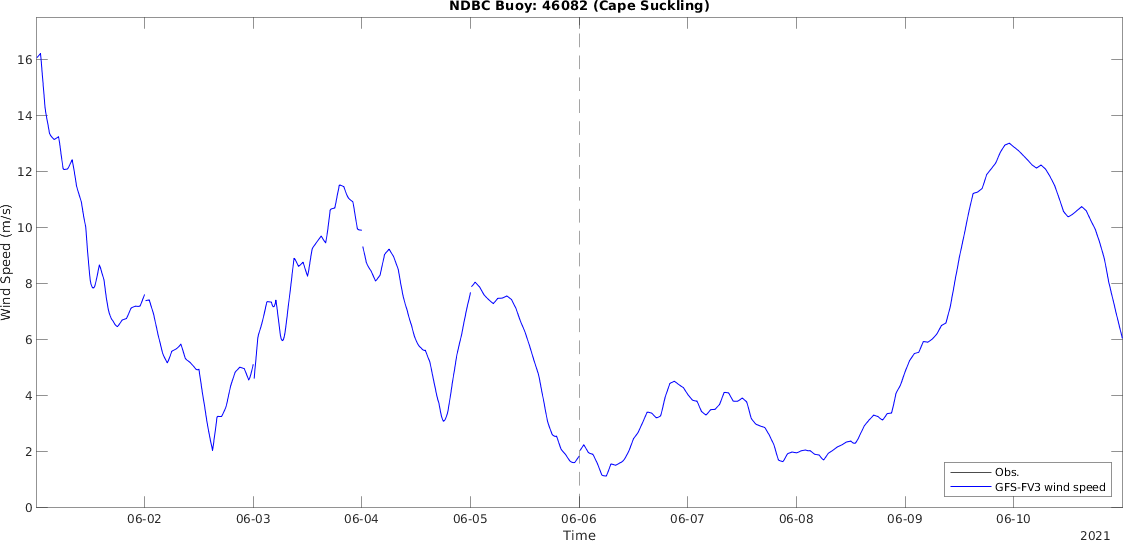 NDBC Buoy: 46082 (Cape Suckling)
Wind Speed (m/s)
16
14
12
10
8
6
4
2
0
06-02 06-03 06-04 06-05 06-06 06-07 06-08 06-09 06-10
Time
2021
Obs.
GFS-FV3 wind speed